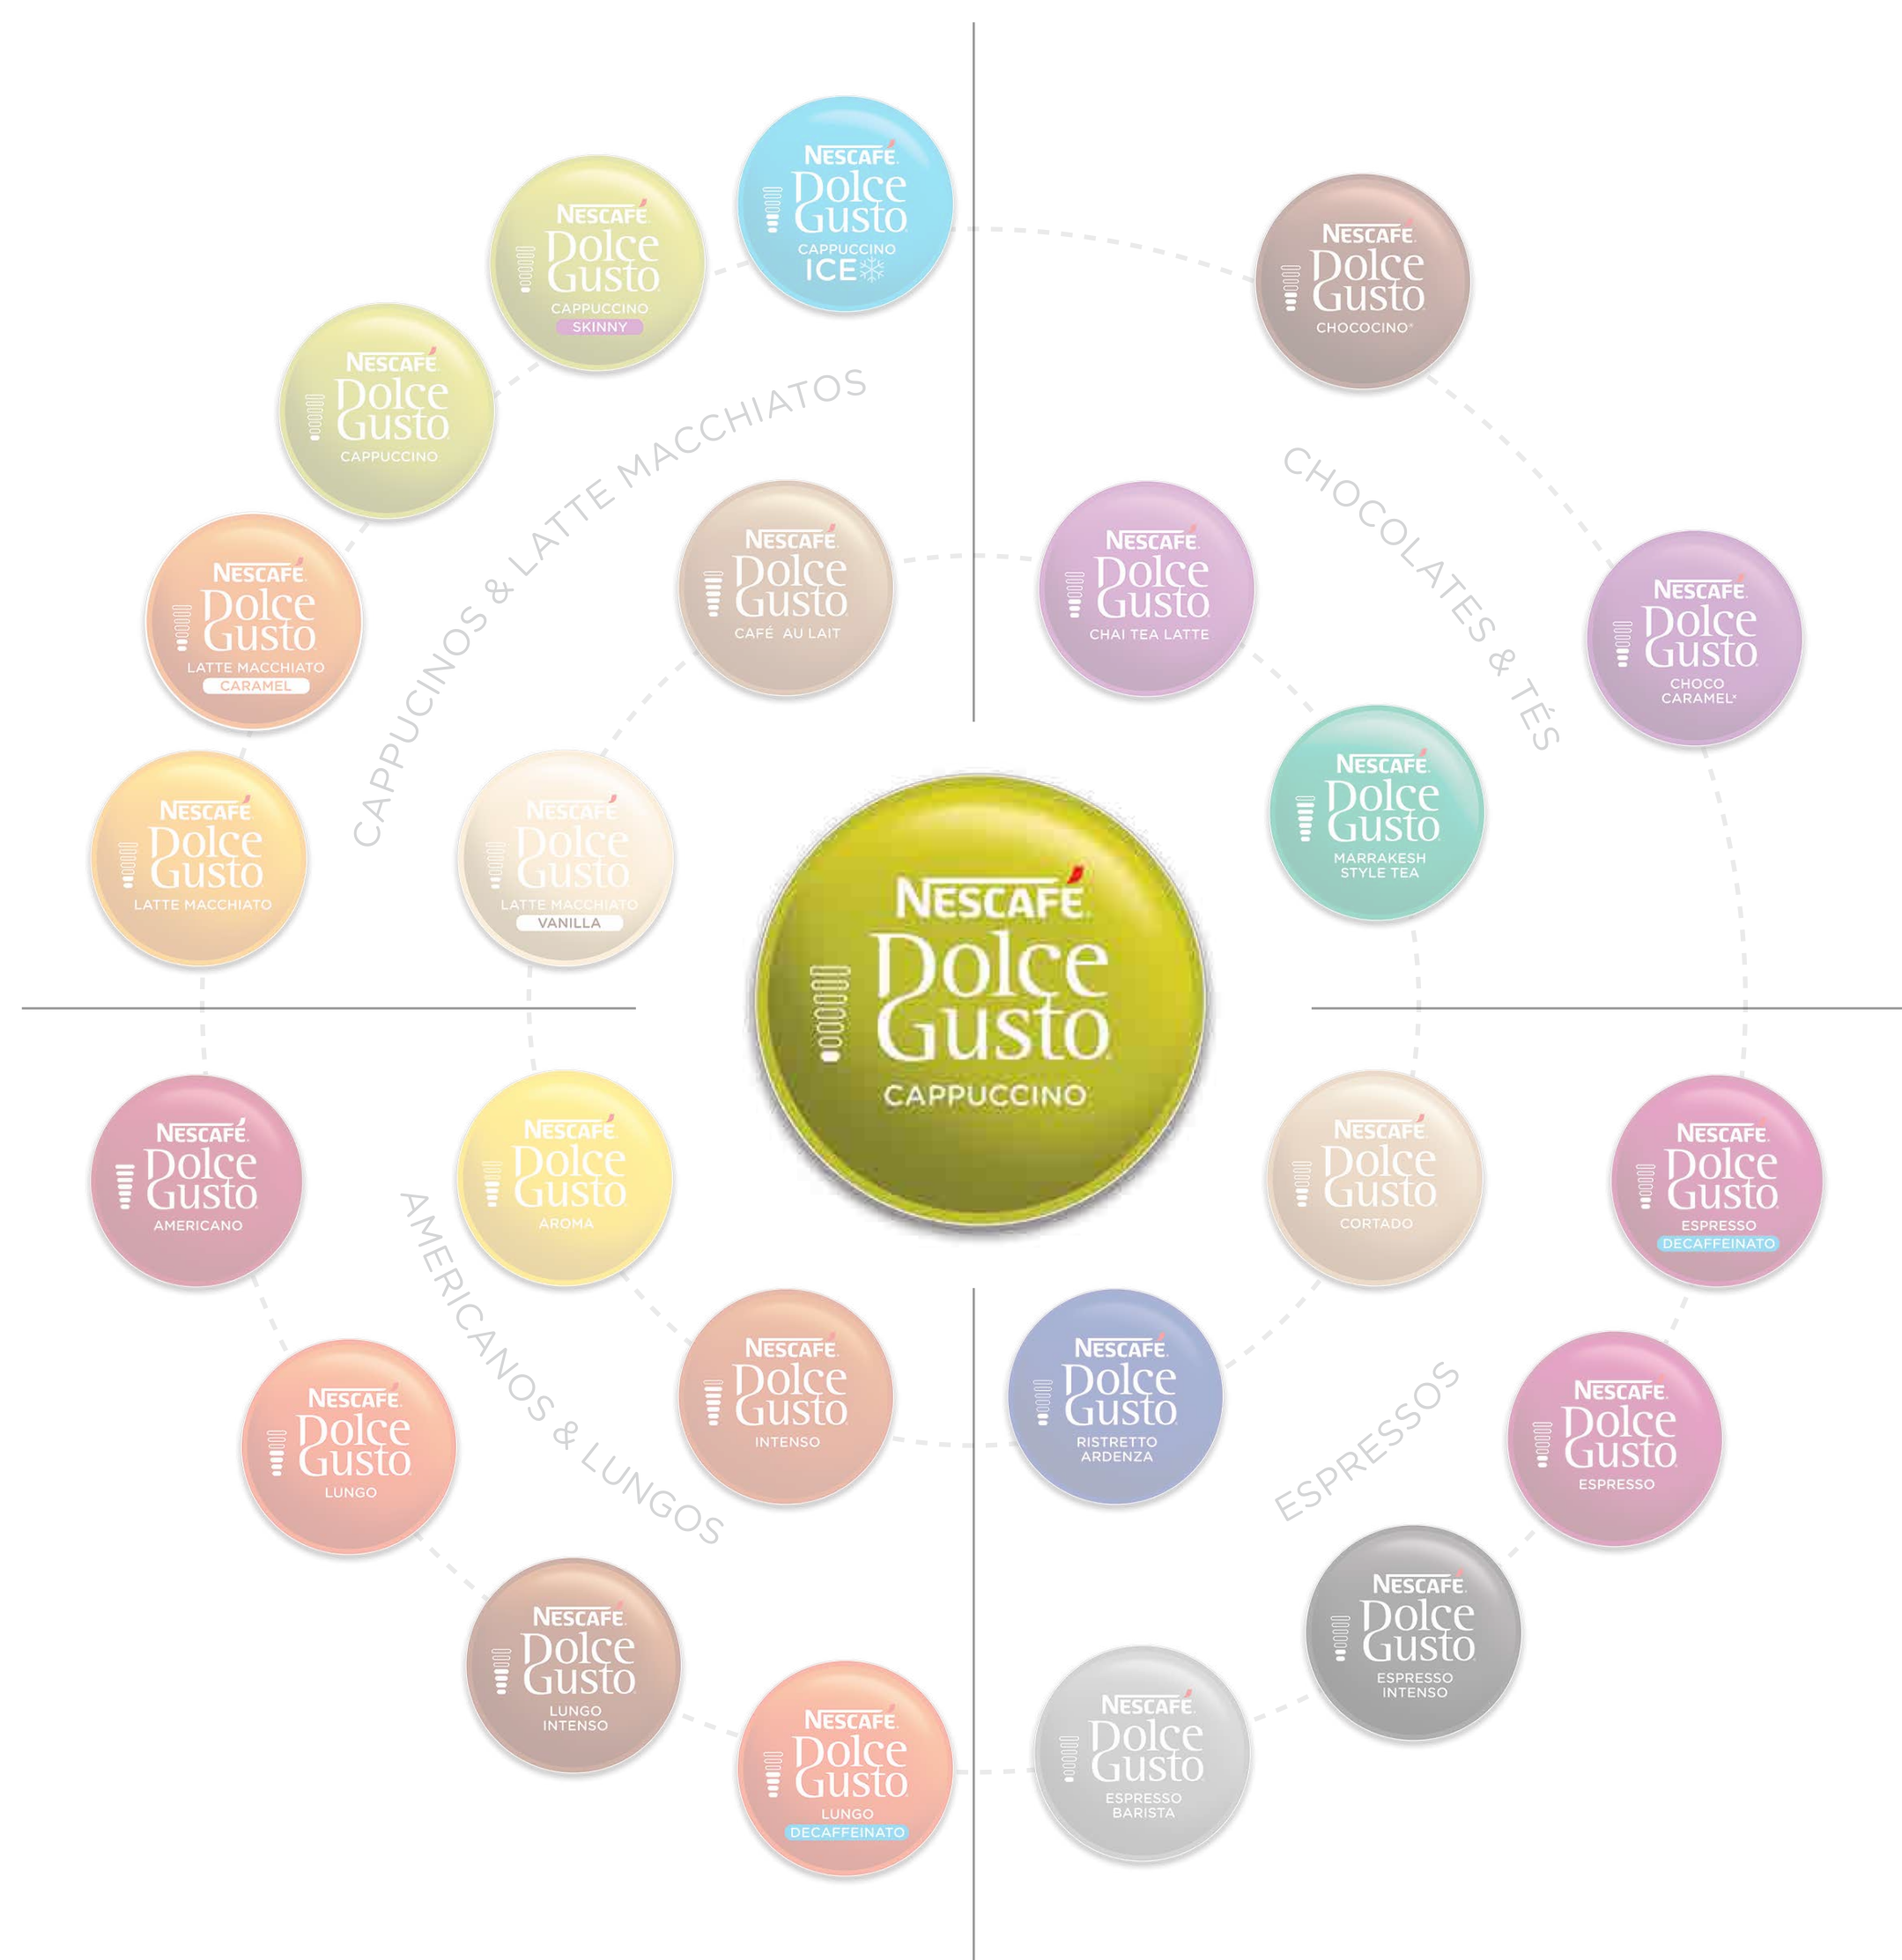 NESCAFÉ.
Dolce
Gusto
CAPPUCCINO
ICE
NESCAFÉ.
Dolce
Gusto
CAPPUCCINO
SKINNY
NESCAFÉ.
Dolce
Gusto
CAPPUCCINO
NESCAFÉ.
Dolce
Gusto
LATTE MACCHIATO
CARAMEL
NESCAFÉ.
Dolce
Gusto
LATTE MACCHIATO
CAPPUCINOS & LATTE MACCHIATOS
NESCAFÉ.
Dolce
Gusto
CAFÉ AU LAIT
NESCAFÉ.
Dolce
Gusto
LATTE MACCHIATO
VANILLA
NESCAFÉ.
Dolce
Gusto
CHOCOCINO®
CHOCOLATES & TÉS
NESCAFÉ.
Dolce
Gusto
CHOCO
CARAMEL*
NESCAFÉ.
Dolce
Gusto
CHAI TEA LATTE
NESCAFÉ.
Dolce
Gusto
MARRAKESH
STYLE TEA
NESCAFÉ.
Dolce
Gusto
CAPPUCCINO
NESCAFÉ.
Dolce
Gusto
AMERICANO
NESCAFÉ.
Dolce
Gusto
AROMA
AMERICANOS & LUNGOS
NESCAFÉ.
Dolce
Gusto
INTENSO
NESCAFÉ.
Dolce
Gusto
LUNGO
NESCAFÉ.
Dolce
Gusto
LUNGO
INTENSO
NESCAFÉ.
Dolce
Gusto
LUNGO
DECAFFEINATO
NESCAFÉ.
Dolce
Gusto
CORTADO
NESCAFÉ.
Dolce
Gusto
ESPRESSO
DECAFFEINATO
NESCAFÉ.
Dolce
Gusto
RISTRETTO
ARDENZA
ESPRESSOS
NESCAFÉ.
Dolce
Gusto
ESPRESSO
NESCAFÉ.
Dolce
Gusto
ESPRESSO
INTENSO
NESCAFÉ.
Dolce
Gusto
ESPRESSO
BARISTA